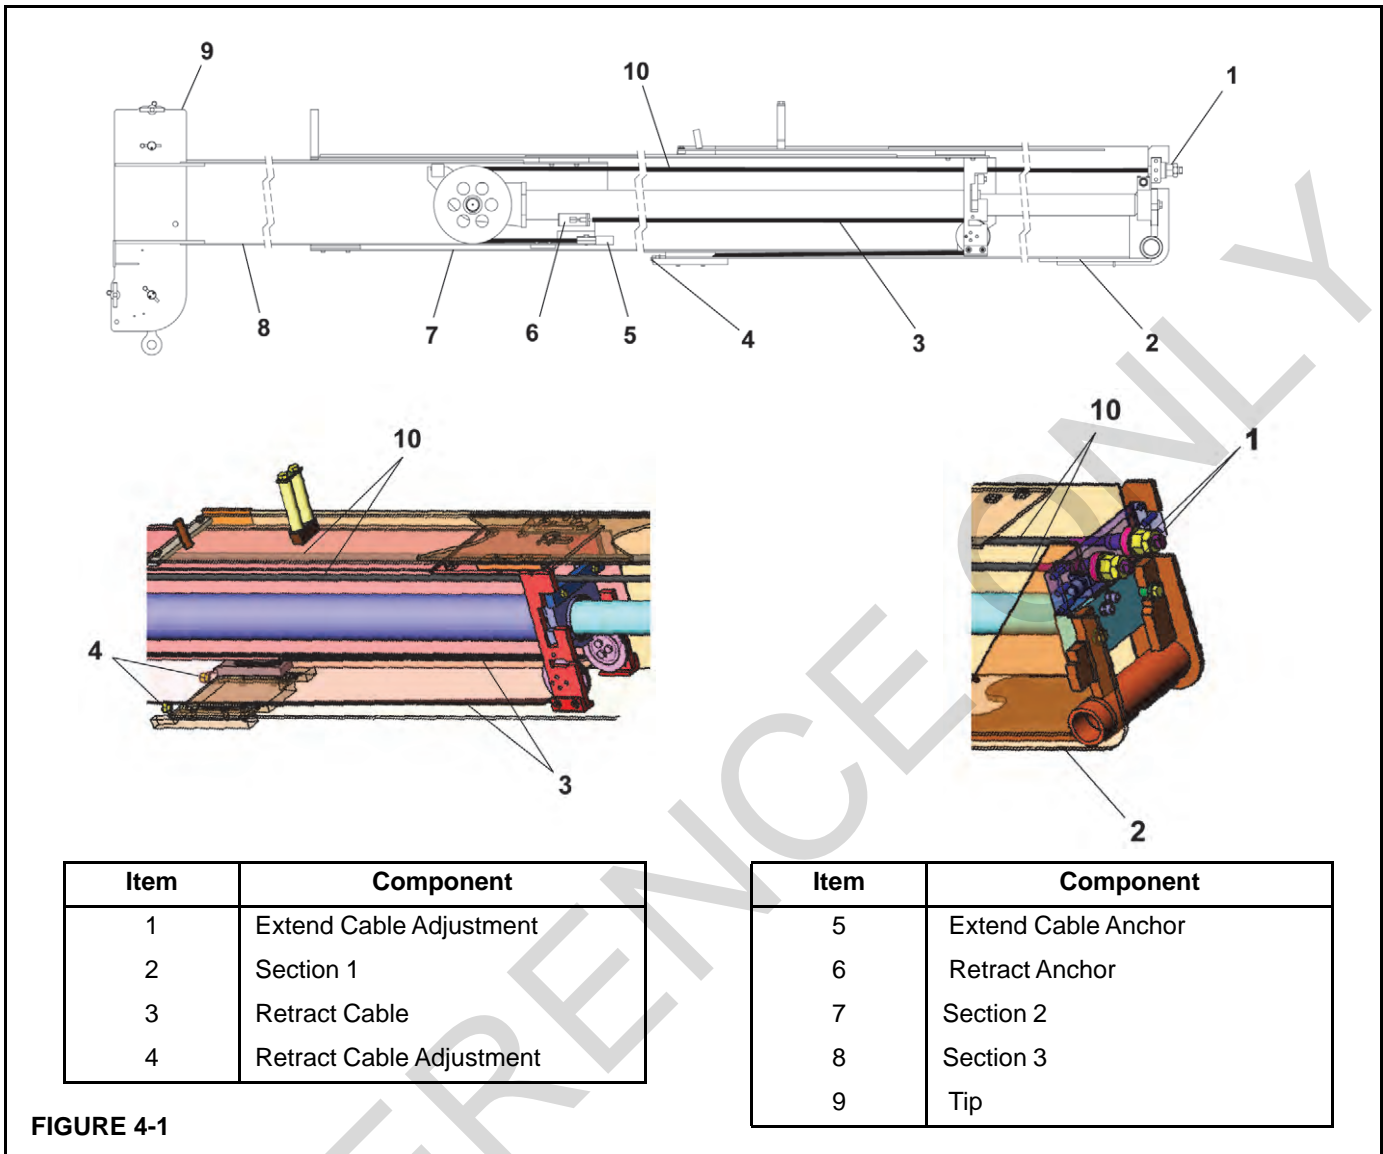 9
10
1
8
7
6
5
4
3
2
10
4
3
10
1
2
Item Component
1 Extend Cable Adjustment
2 Section 1
3 Retract Cable
4 Retract Cable Adjustment
Item Component
5 Extend Cable Anchor
6 Retract Anchor
7 Section 2
8 Section 3
9 Tip
FIGURE 4-1
ERENCE ONLY